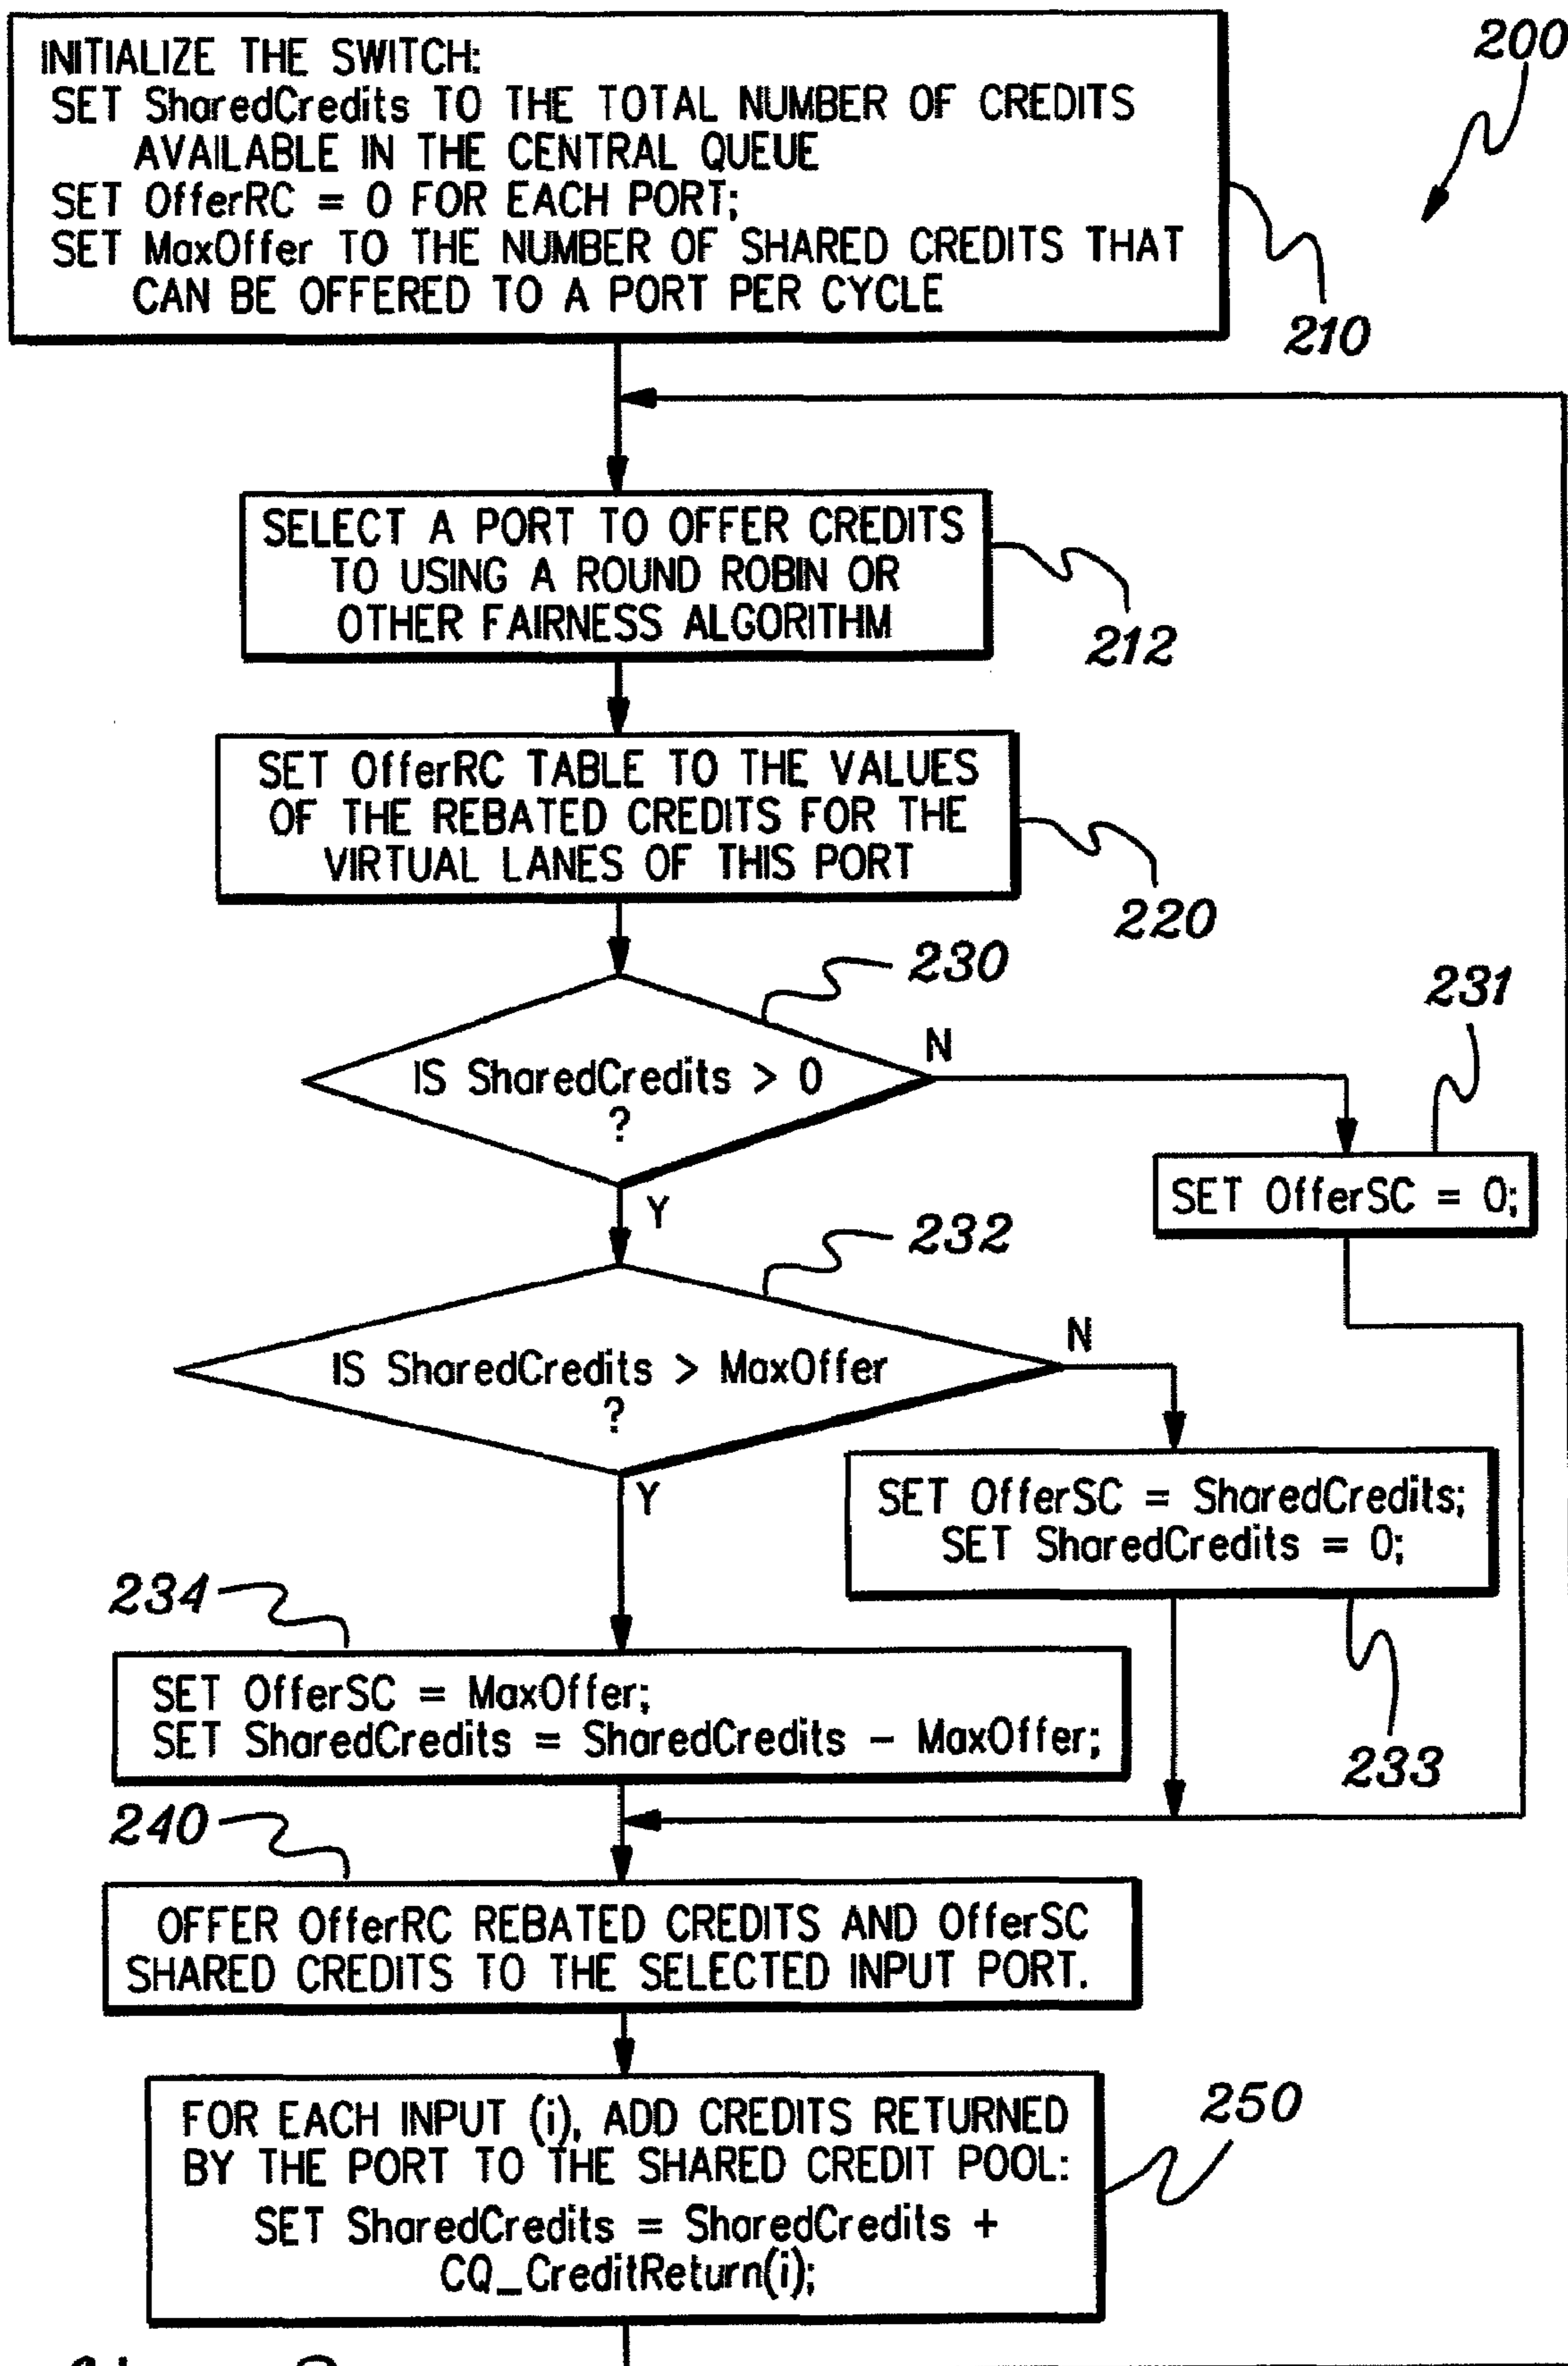 INITIALIZE THE SWITCH:
SET SharedCredits TO THE TOTAL NUMBER OF CREDITS
AVAILABLE IN THE CENTRAL QUEUE
SET OfferRC = 0 FOR EACH PORT;
SET MaxOffer TO THE NUMBER OF SHARED CREDITS THAT
CAN BE OFFERED TO A PORT PER CYCLE
200
210
SELECT A PORT TO OFFER CREDITS
TO USING A ROUND ROBIN OR
OTHER FAIRNESS ALGORITHM
212
SET OfferRC TABLE TO THE VALUES
OF THE REBATED CREDITS FOR THE
VIRTUAL LANES OF THIS PORT
220
230
IS SharedCredits > 0
?
N
Y
231
SET OfferSC = 0;
232
IS SharedCredits > MaxOffer
?
N
Y
SET OfferSC = SharedCredits;
SET SharedCredits = 0;
233
234
SET OfferSC = MaxOffer;
SET SharedCredits = SharedCredits – MaxOffer;
240
OFFER OfferRC REBATED CREDITS AND OfferSC
SHARED CREDITS TO THE SELECTED INPUT PORT.
FOR EACH INPUT (i), ADD CREDITS RETURNED
BY THE PORT TO THE SHARED CREDIT POOL:
SET SharedCredits = SharedCredits +
CQ_CreditReturn(i);
250